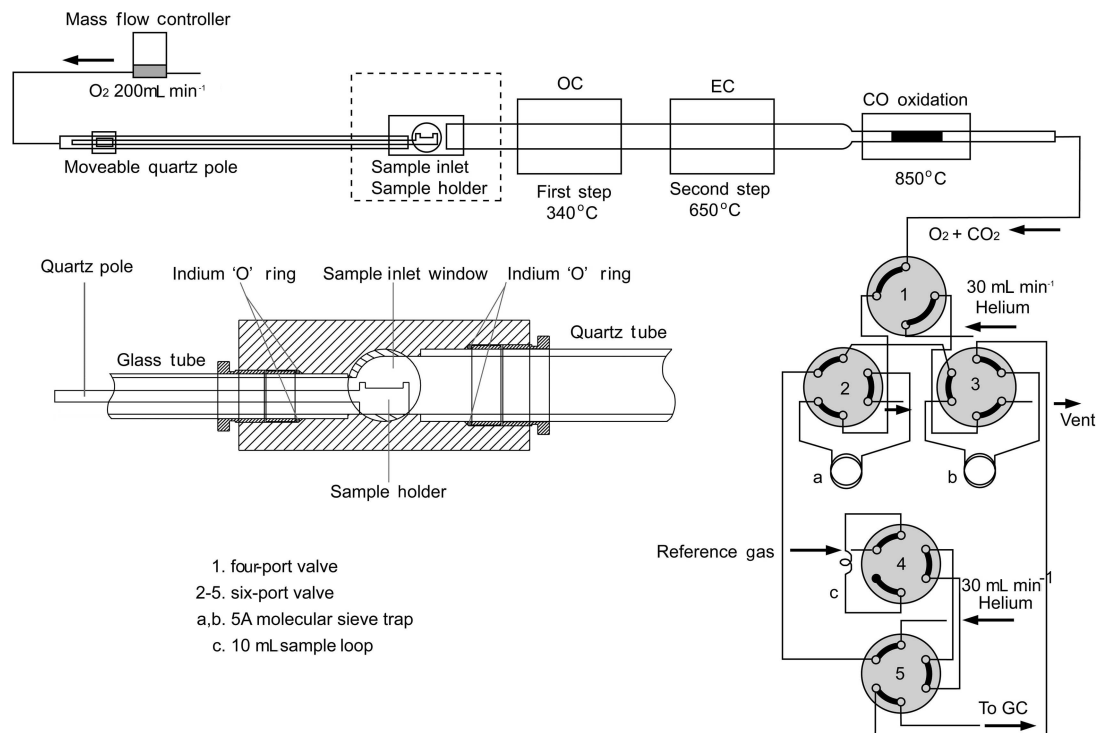 Mass flow controller
O2 200mL min-1
Moveable quartz pole
Sample inlet
Sample holder
OC
First step
340°C
EC
Second step
650°C
CO oxidation
850°C
O2 + CO2
Quartz pole
Indium ‘O’ ring
Sample inlet window
Indium ‘O’ ring
Glass tube
Quartz tube
Sample holder
1
30 mL min-1
Helium
2
3
Vent
a
b
Reference gas
4
c
30 mL min-1
Helium
5
To GC
1. four-port valve
2-5. six-port valve
a,b. 5A molecular sieve trap
c. 10 mL sample loop